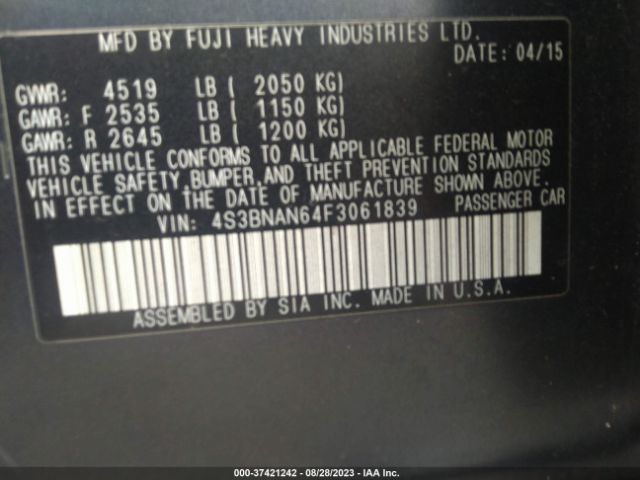 MFD BY FUJI HEAVY INDUSTRIES LTD.
DATE: 04/15
GVWR: 4519 LB ( 2050 KG)
GAWR: F 2535 LB ( 1150 KG)
GAWR: R 2645 LB ( 1200 KG)
THIS VEHICLE CONFORMS TO ALL APPLICABLE FEDERAL MOTOR
VEHICLE SAFETY,BUMPER,AND THEFT PREVENTION STANDARDS
IN EFFECT ON THE DATE OF MANUFACTURE SHOWN ABOVE.
VIN: 4S3BNAN64F3061839 PASSENGER CAR
ASSEMBLED BY SIA INC. MADE IN U.S.A.
000-37421242 - 08/28/2023 - IAA Inc.